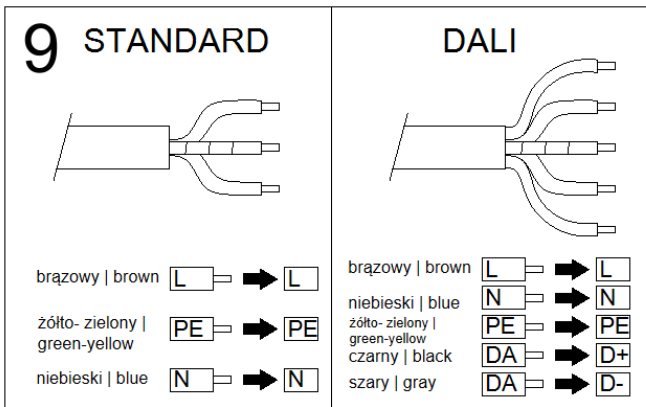 9 STANDARD
brązowy | brown L L
żółto- zielony |
green-yellow PE PE
niebieski | blue N N
DALI
brązowy | brown L L
niebieski | blue N N
żółto- zielony |
green-yellow PE PE
czarny | black DA D+
szary | gray DA D-